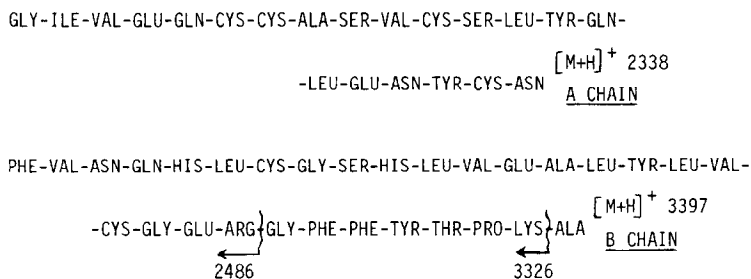 GLY-ILE-VAL-GLU-GLN-CYS-CYS-ALA-SER-VAL-CYS-SER-LEU-TYR-GLN-
-LEU-GLU-ASN-TYR-CYS-ASN [M+H]+ 2338
A CHAIN
PHE-VAL-ASN-GLN-HIS-LEU-CYS-GLY-SER-HIS-LEU-VAL-GLU-ALA-LEU-TYR-LEU-VAL-
-CYS-GLY-GLU-ARG}GLY-PHE-PHE-TYR-THR-PRO-LYS}ALA [M+H]+ 3397
B CHAIN
2486 3326